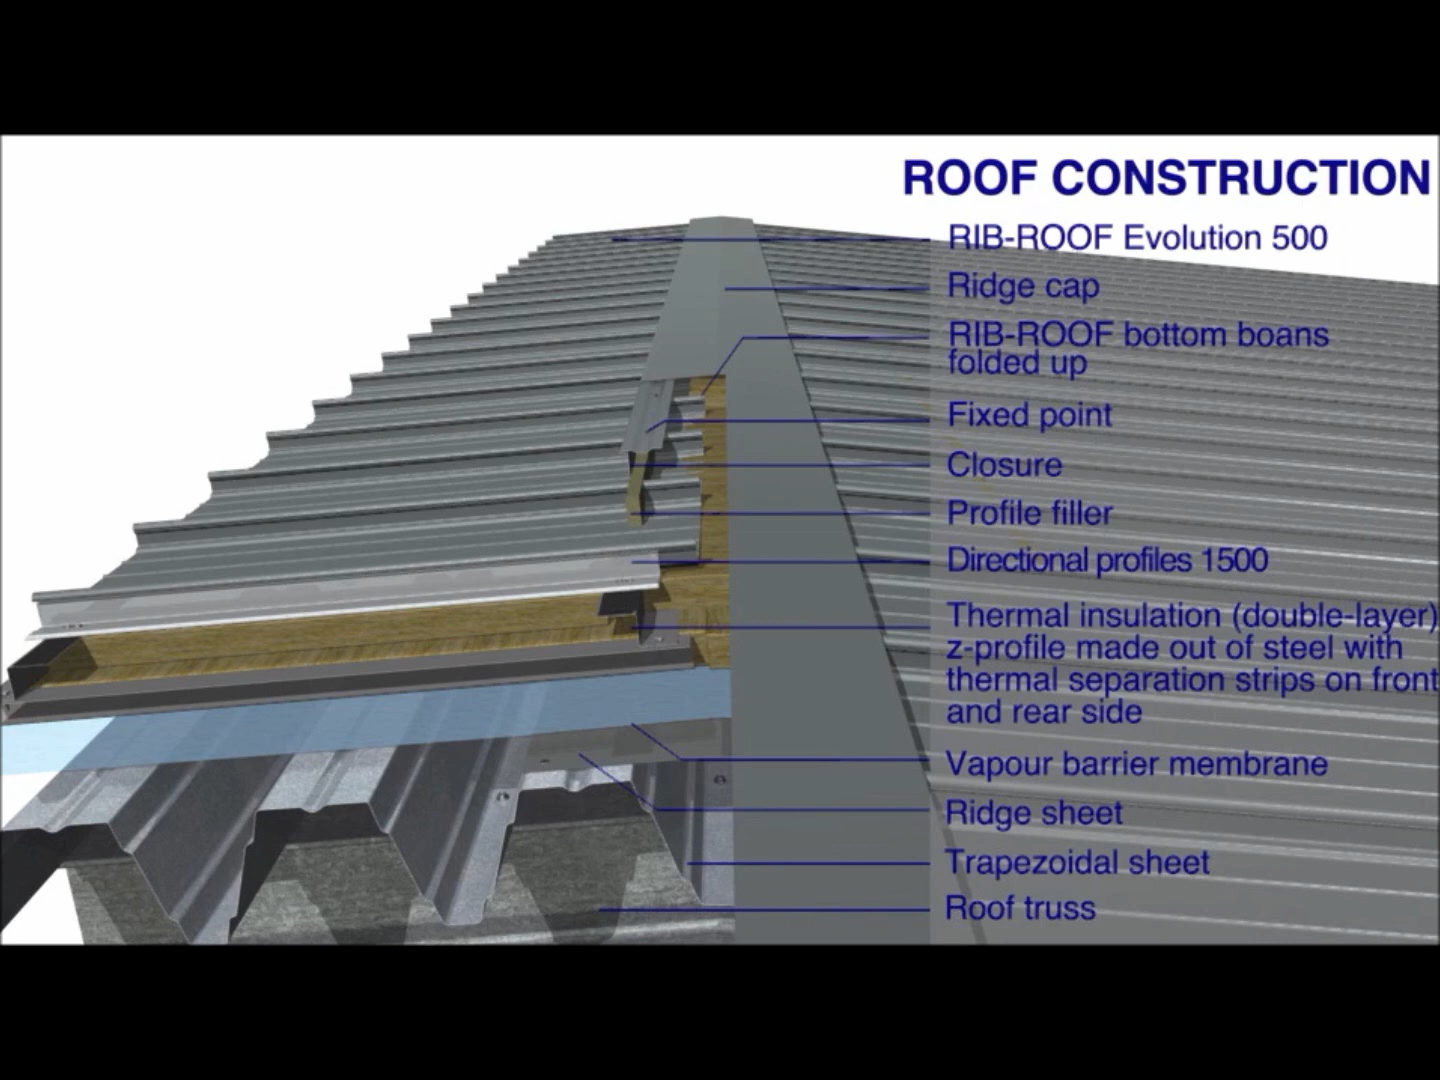 ROOF CONSTRUCTION
RIB-ROOF Evolution 500
Ridge cap
RIB-ROOF bottom boans
folded up
Fixed point
Closure
Profile filler
Directional profiles 1500
Thermal insulation (double-layer)
z-profile made out of steel with
thermal separation strips on front
and rear side
Vapour barrier membrane
Ridge sheet
Trapezoidal sheet
Roof truss